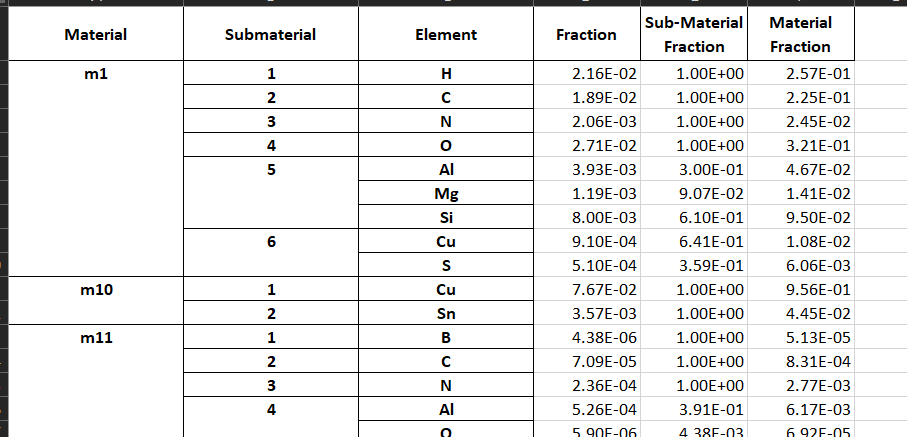 Material Submaterial Element Fraction Sub-Material Fraction Material Fraction
m1 1 H 2.16E-02 1.00E+00 2.57E-01
2 C 1.89E-02 1.00E+00 2.25E-01
3 N 2.06E-03 1.00E+00 2.45E-02
4 O 2.71E-02 1.00E+00 3.21E-01
5 Al 3.93E-03 3.00E-01 4.67E-02
Mg 1.19E-03 9.07E-02 1.41E-02
Si 8.00E-03 6.10E-01 9.50E-02
6 Cu 9.10E-04 6.41E-01 1.08E-02
S 5.10E-04 3.59E-01 6.06E-03
m10 1 Cu 7.67E-02 1.00E+00 9.56E-01
2 Sn 3.57E-03 1.00E+00 4.45E-02
m11 1 B 4.38E-06 1.00E+00 5.13E-05
2 C 7.09E-05 1.00E+00 8.31E-04
3 N 2.36E-04 1.00E+00 2.77E-03
4 Al 5.26E-04 3.91E-01 6.17E-03
O 5.90E-06 4.38E-03 6.92E-05